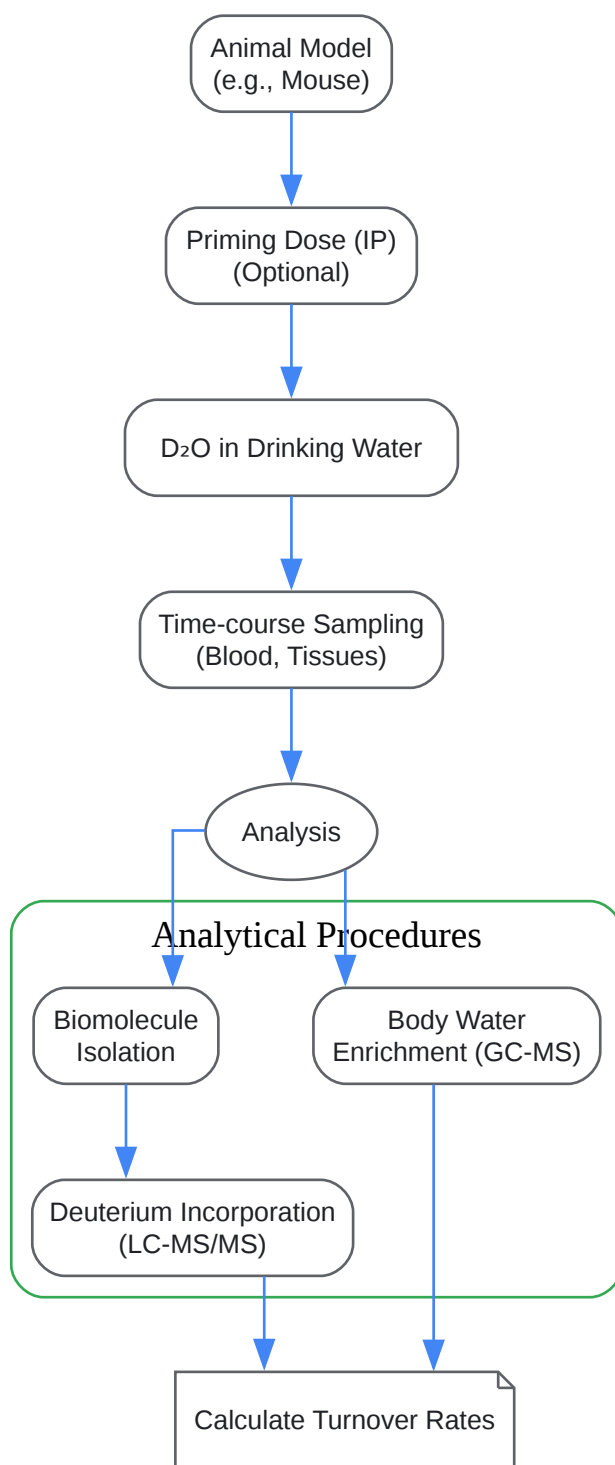 Animal Model
(e.g., Mouse)
Priming Dose (IP)
(Optional)
D₂O in Drinking Water
Time-course Sampling
(Blood, Tissues)
Analysis
Analytical Procedures
Biomolecule
Isolation
Body Water
Enrichment (GC-MS)
Deuterium Incorporation
(LC-MS/MS)
Calculate Turnover Rates